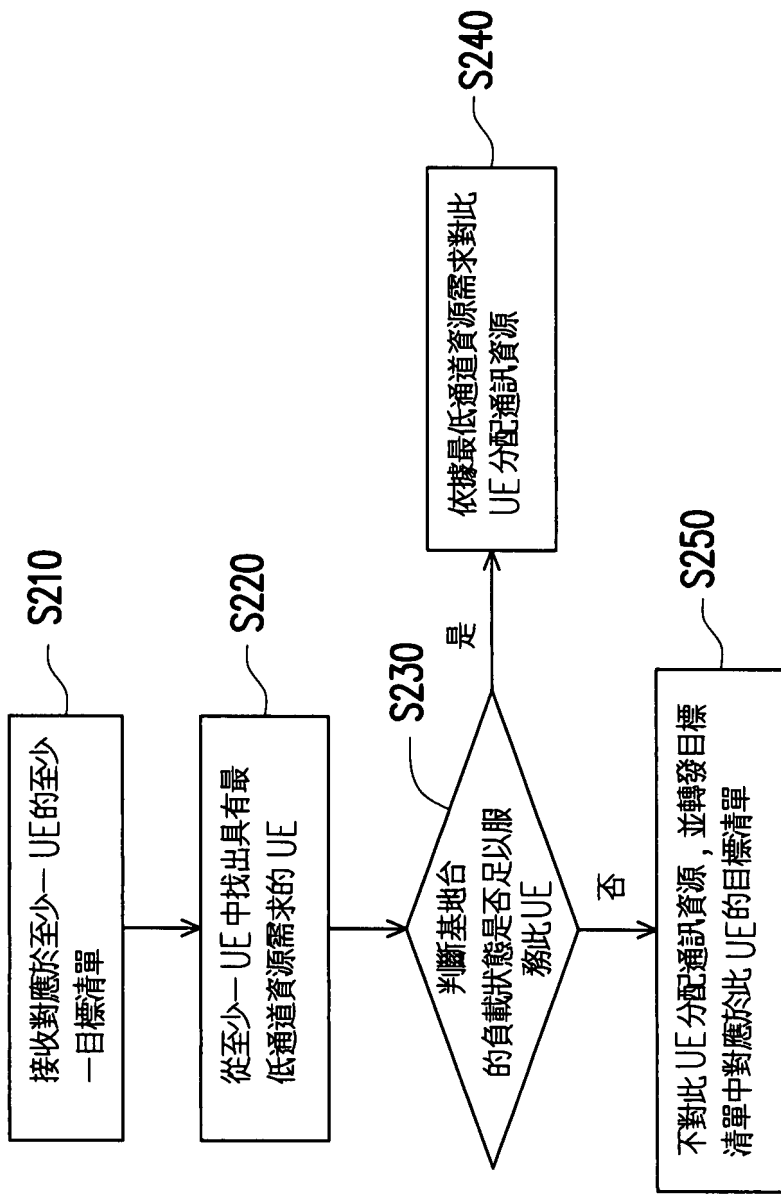 接收對應於至少一UE的至少
一目標清單
S210
從至少一UE中找出具有最
低通道資源需求的UE
S220
判斷基地台
的負載狀態是否足以服
務此UE
S230
是
依據最低通道資源需求對此
UE分配通訊資源
S240
否
不對此UE分配通訊資源，並轉發目標
清單中對應於此UE的目標清單
S250